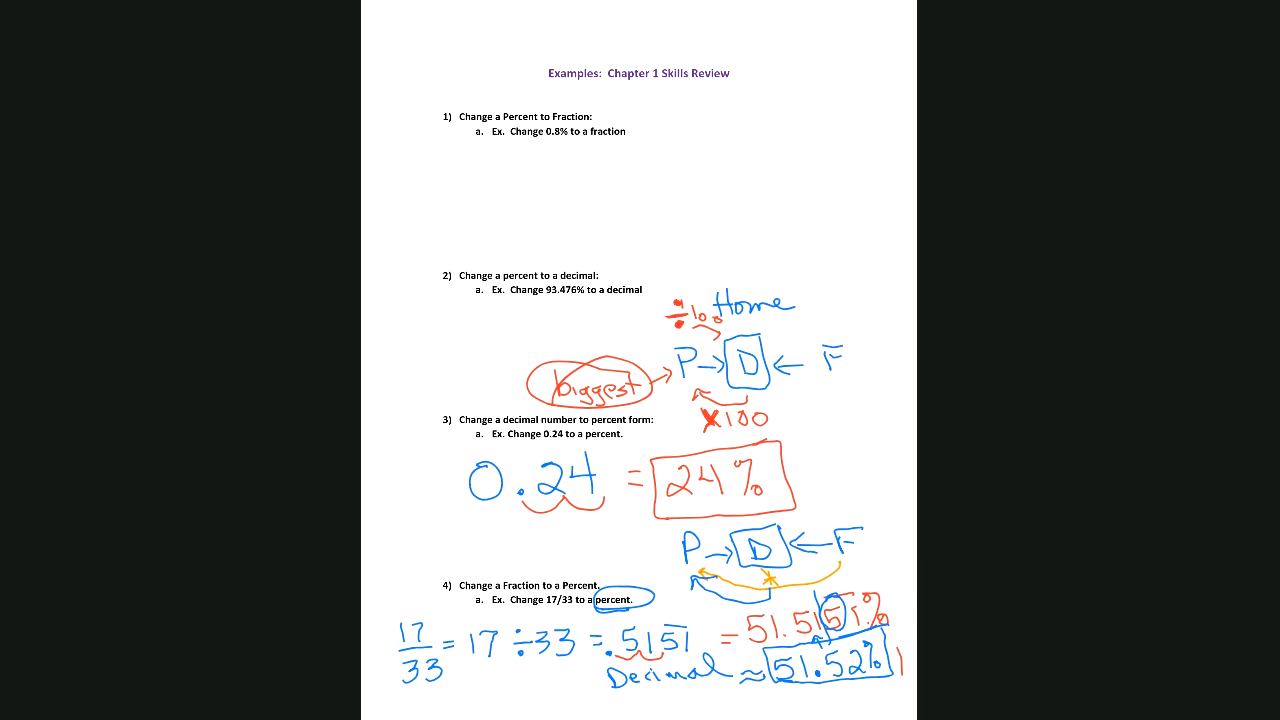 Examples: Chapter 1 Skills Review
1) Change a Percent to Fraction:
a. Ex. Change 0.8% to a fraction
2) Change a percent to a decimal:
a. Ex. Change 93.476% to a decimal
÷100 Home
P → D ← F
biggest →
×100
3) Change a decimal number to percent form:
a. Ex. Change 0.24 to a percent.
0.24 = 24%
P → D ← F
4) Change a Fraction to a Percent.
a. Ex. Change 17/33 to a percent.
17/33 = 17 ÷ 33 = .5151 = 51.5151%
Decimal ≈ 51.52%